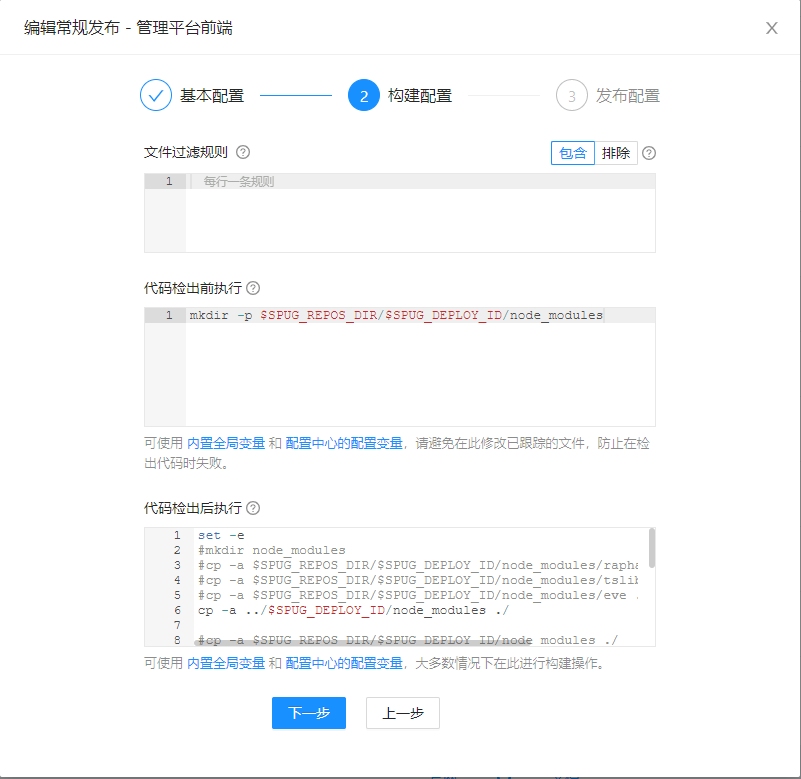 编辑常规发布 - 管理平台前端
基本配置 2 构建配置 3 发布配置
文件过滤规则 包含 排除
1 每行一条规则
代码检出前执行
1 mkdir -p $SPUG_REPOS_DIR/$SPUG_DEPLOY_ID/node_modules
可使用 内置全局变量 和 配置中心的配置变量，请避免在此修改已跟踪的文件，防止在检
出代码时失败。
代码检出后执行
1 set -e
2 #mkdir node_modules
3 #cp -a $SPUG_REPOS_DIR/$SPUG_DEPLOY_ID/node_modules/rapha
4 #cp -a $SPUG_REPOS_DIR/$SPUG_DEPLOY_ID/node_modules/tslib
5 #cp -a $SPUG_REPOS_DIR/$SPUG_DEPLOY_ID/node_modules/eve .
6 cp -a ../$SPUG_DEPLOY_ID/node_modules ./
7
8 #cp -a $SPUG_REPOS_DIR/$SPUG_DEPLOY_ID/node_modules ./
可使用 内置全局变量 和 配置中心的配置变量，大多数情况下在此进行构建操作。
下一步 上一步